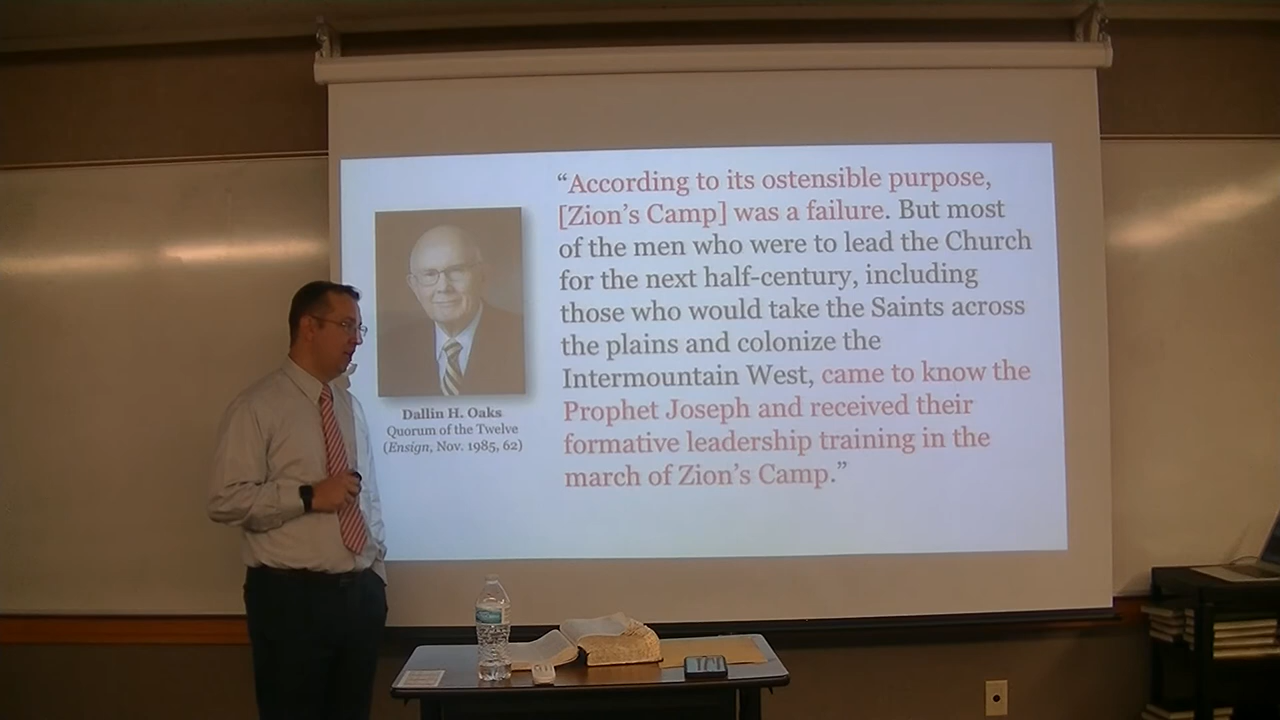 “According to its ostensible purpose,
[Zion’s Camp] was a failure. But most
of the men who were to lead the Church
for the next half-century, including
those who would take the Saints across
the plains and colonize the
Intermountain West, came to know the
Prophet Joseph and received their
formative leadership training in the
march of Zion’s Camp.”
Dallin H. Oaks
Quorum of the Twelve
(Ensign, Nov. 1985, 62)